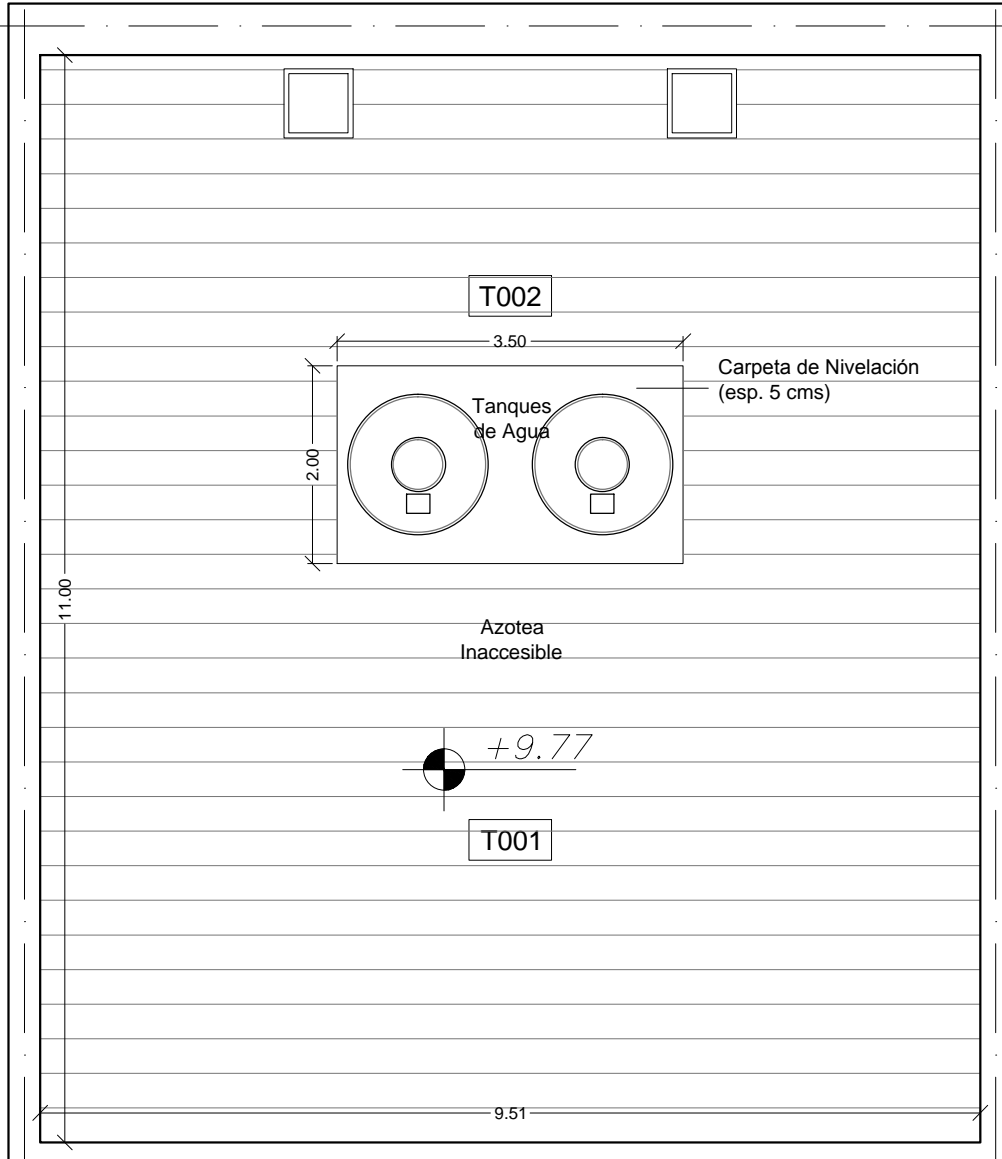 T002
3.50
Carpeta de Nivelación
(esp. 5 cms)
Tanques
de Agua
2.00
11.00
Azotea
Inaccesible
+9.77
T001
9.51